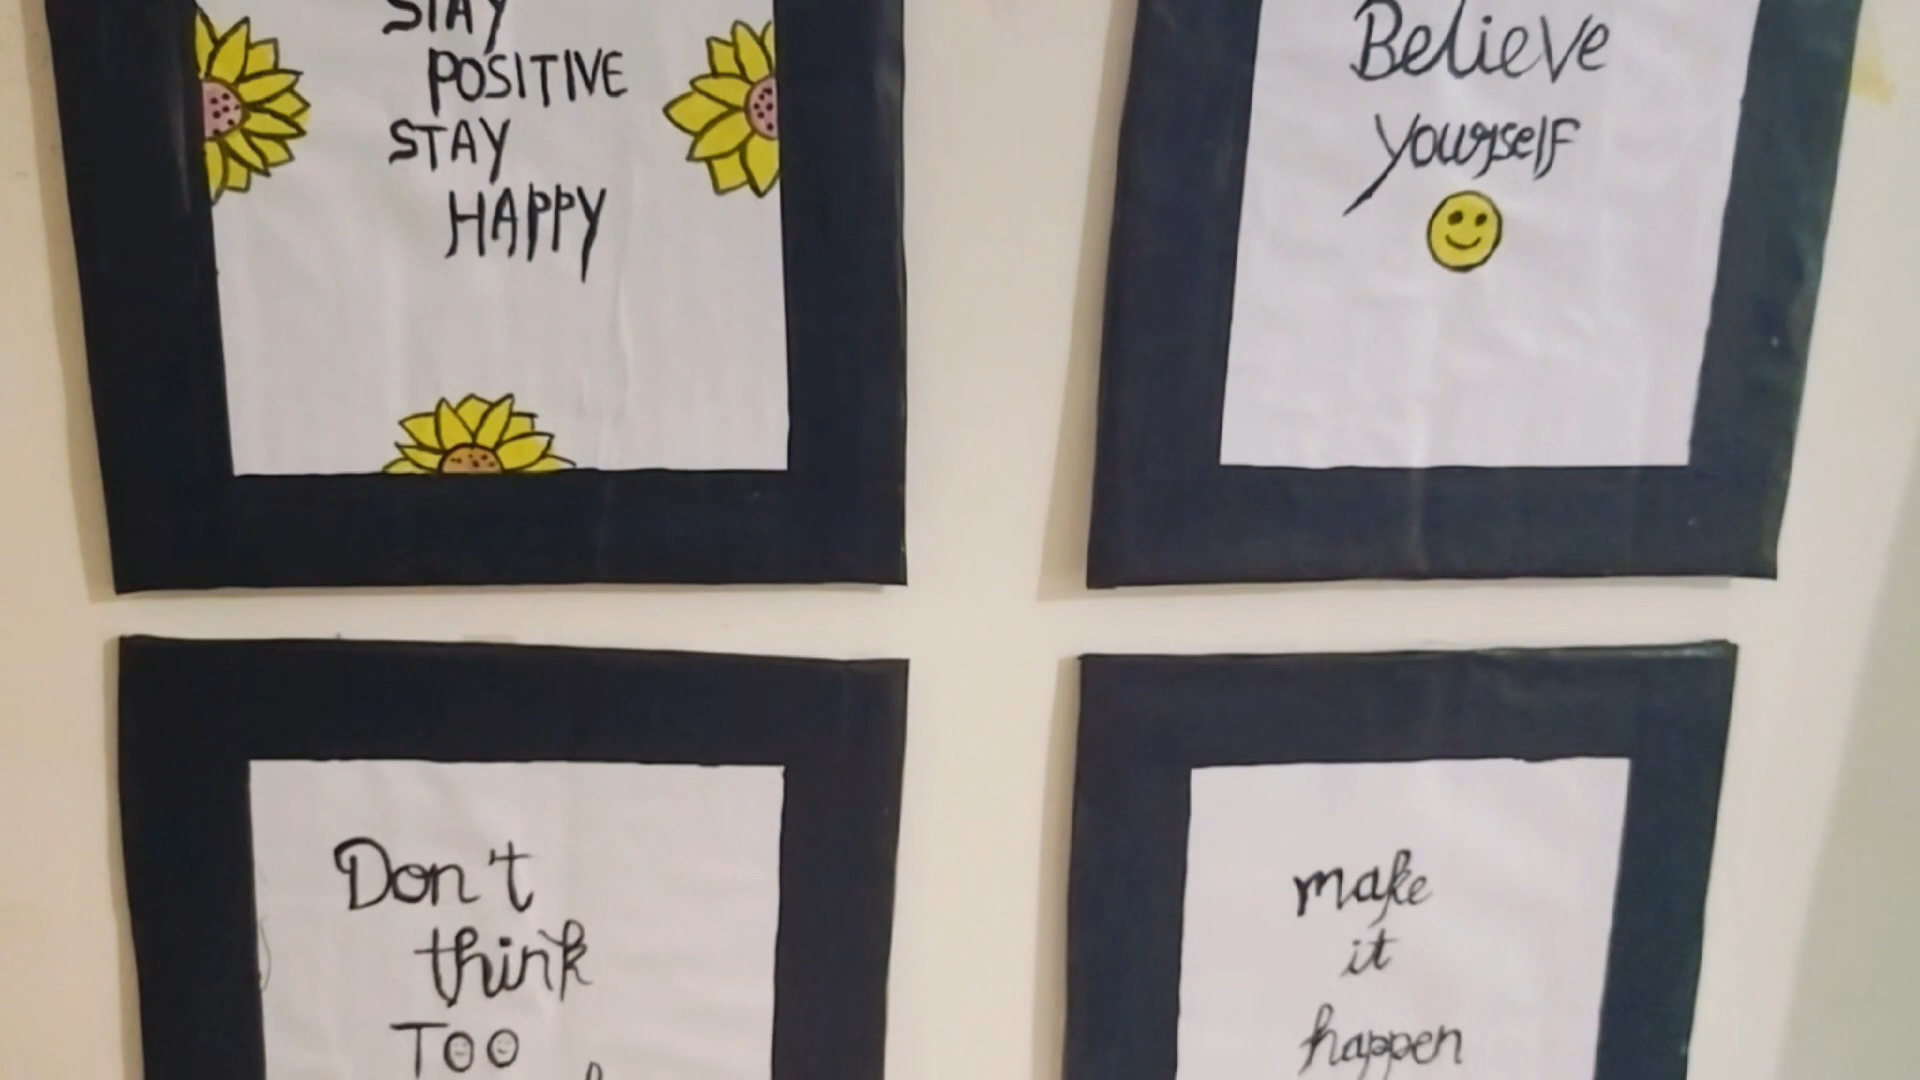 STAY
POSITIVE
STAY
HAPPY
Believe
yourself
Don't
think
TOO
make
it
happen